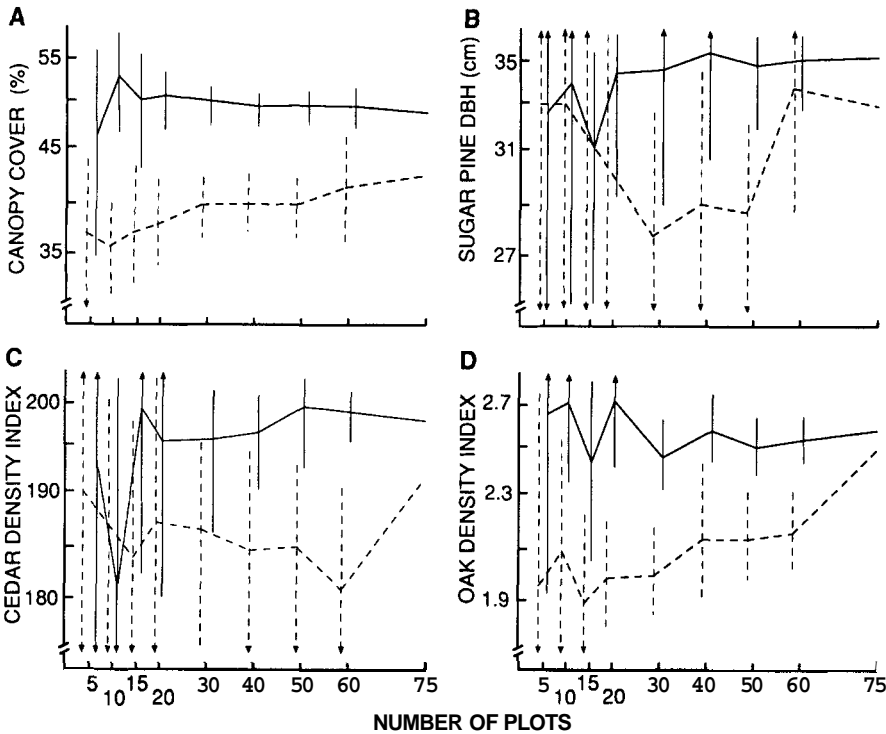 A
B
CANOPY COVER (%)
55
45
35
SUGAR PINE DBH (cm)
35
31
27
C
D
CEDAR DENSITY INDEX
200
190
180
OAK DENSITY INDEX
2.7
2.3
1.9
5 10 15 20 30 40 50 60 75
5 10 15 20 30 40 50 60 75
NUMBER OF PLOTS